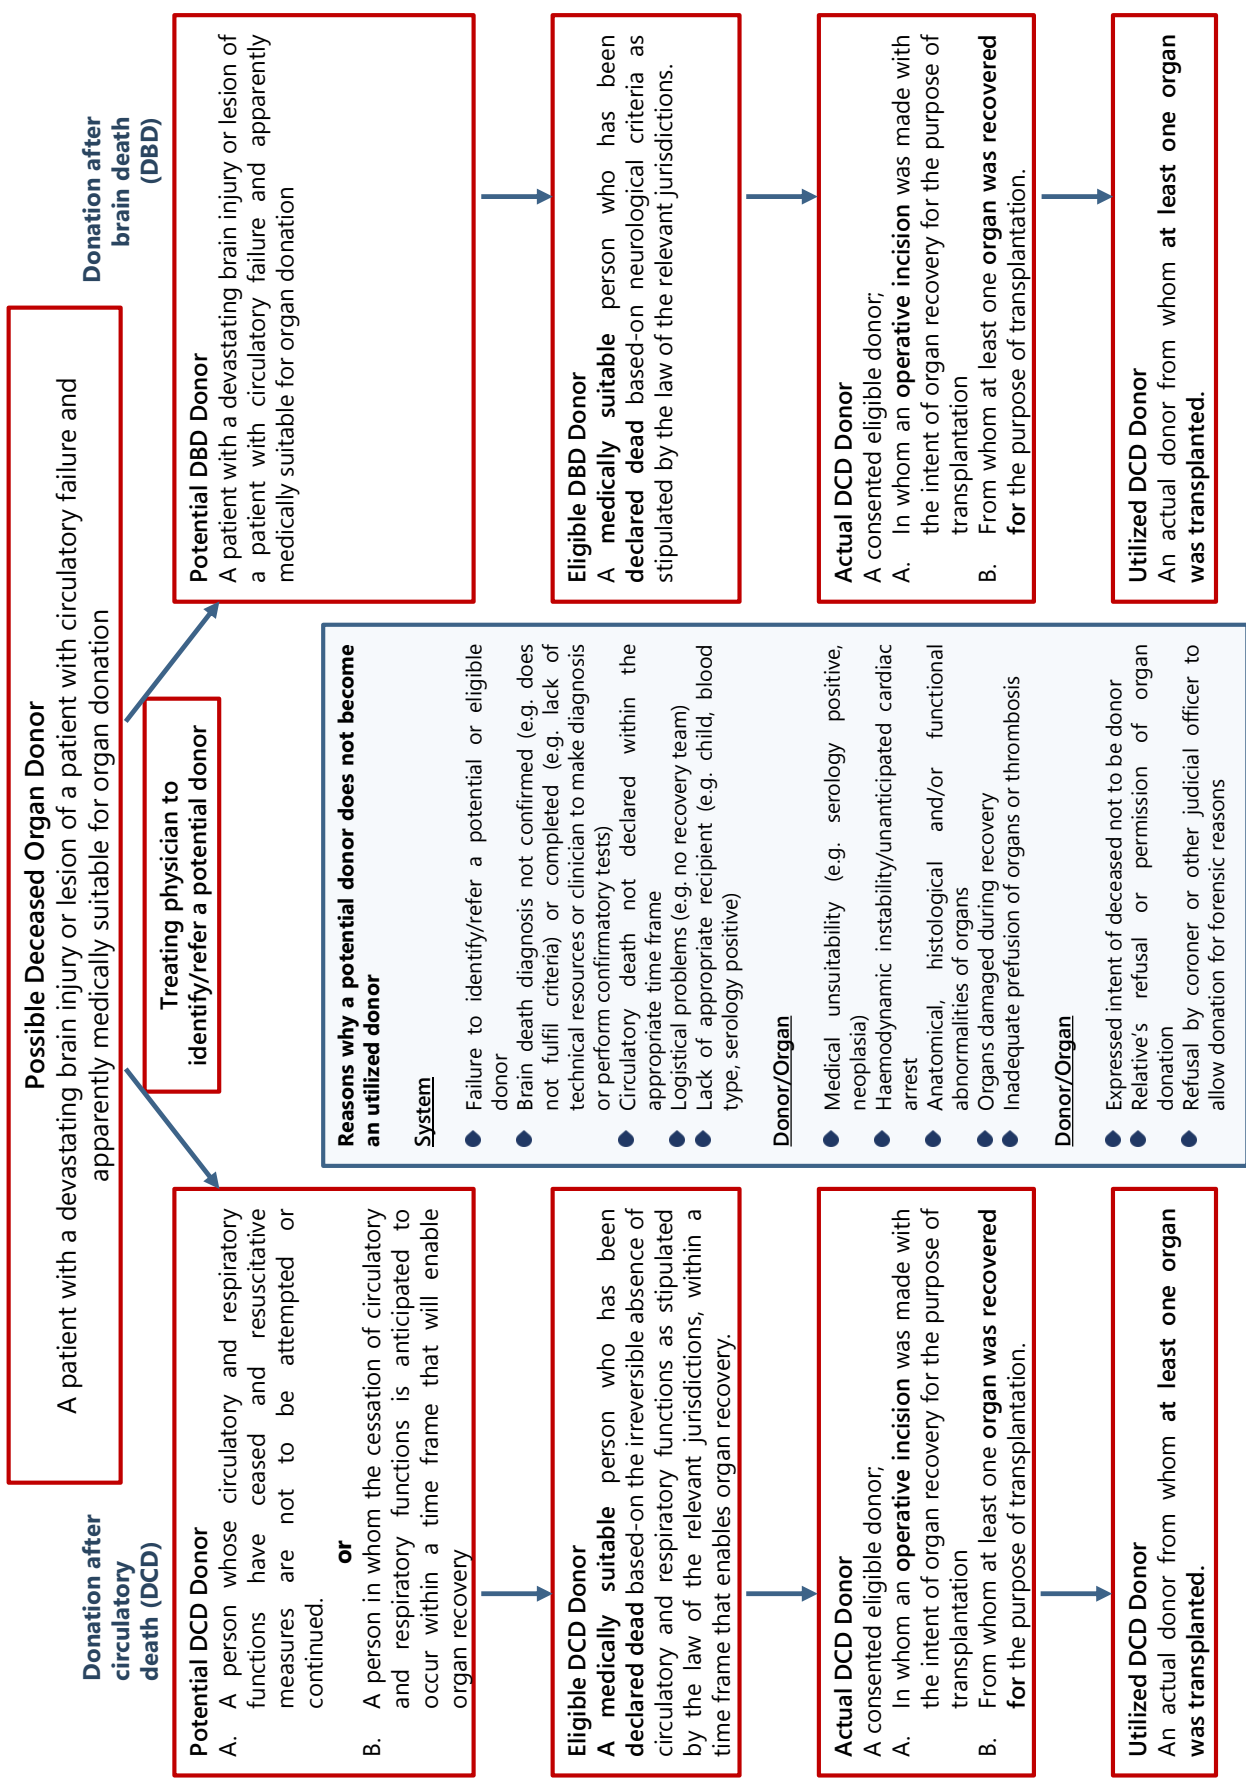 Possible Deceased Organ Donor
A patient with a devastating brain injury or lesion of a patient with circulatory failure and
apparently medically suitable for organ donation
Treating physician to
identify/refer a potential donor
Donation after
circulatory
death (DCD)
Potential DCD Donor
A. A person whose circulatory and respiratory
functions have ceased and resuscitative
measures are not to be attempted or
continued.
or
B. A person in whom the cessation of circulatory
and respiratory functions is anticipated to
occur within a time frame that will enable
organ recovery
Eligible DCD Donor
A medically suitable person who has been
declared dead based-on the irreversible absence of
circulatory and respiratory functions as stipulated
by the law of the relevant jurisdictions, within a
time frame that enables organ recovery.
Actual DCD Donor
A consented eligible donor;
A. In whom an operative incision was made with
the intent of organ recovery for the purpose of
transplantation
B. From whom at least one organ was recovered
for the purpose of transplantation.
Utilized DCD Donor
An actual donor from whom at least one organ
was transplanted.
Reasons why a potential donor does not become
an utilized donor
System
Failure to identify/refer a potential or eligible
donor
Brain death diagnosis not confirmed (e.g. does
not fulfil criteria) or completed (e.g. lack of
technical resources or clinician to make diagnosis
or perform confirmatory tests)
Circulatory death not declared within the
appropriate time frame
Logistical problems (e.g. no recovery team)
Lack of appropriate recipient (e.g. child, blood
type, serology positive)
Donor/Organ
Medical unsuitability (e.g. serology positive,
neoplasia)
Haemodynamic instability/unanticipated cardiac
arrest
Anatomical, histological and/or functional
abnormalities of organs
Organs damaged during recovery
Inadequate prefusion of organs or thrombosis
Donor/Organ
Expressed intent of deceased not to be donor
Relative's refusal or permission of organ
donation
Refusal by coroner or other judicial officer to
allow donation for forensic reasons
Donation after
brain death
(DBD)
Potential DBD Donor
A patient with a devastating brain injury or lesion of
a patient with circulatory failure and apparently
medically suitable for organ donation
Eligible DBD Donor
A medically suitable person who has been
declared dead based-on neurological criteria as
stipulated by the law of the relevant jurisdictions.
Actual DCD Donor
A consented eligible donor;
A. In whom an operative incision was made with
the intent of organ recovery for the purpose of
transplantation
B. From whom at least one organ was recovered
for the purpose of transplantation.
Utilized DCD Donor
An actual donor from whom at least one organ
was transplanted.